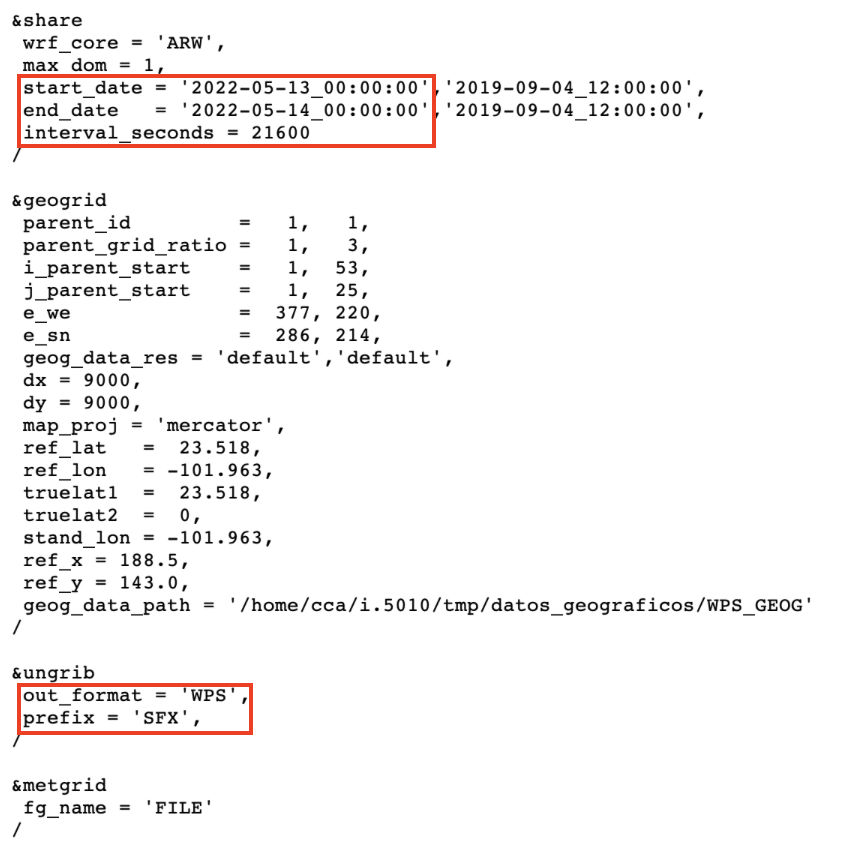 &share
 wrf_core = 'ARW',
 max_dom = 1,
 start_date = '2022-05-13_00:00:00','2019-09-04_12:00:00',
 end_date   = '2022-05-14_00:00:00','2019-09-04_12:00:00',
 interval_seconds = 21600
/
&geogrid
 parent_id         =   1,   1,
 parent_grid_ratio =   1,   3,
 i_parent_start    =   1,  53,
 j_parent_start    =   1,  25,
 e_we              =  377, 220,
 e_sn              =  286, 214,
 geog_data_res = 'default','default',
 dx = 9000,
 dy = 9000,
 map_proj = 'mercator',
 ref_lat   =  23.518,
 ref_lon   = -101.963,
 truelat1  =  23.518,
 truelat2  =  0,
 stand_lon = -101.963,
 ref_x = 188.5,
 ref_y = 143.0,
 geog_data_path = '/home/cca/i.5010/tmp/datos_geograficos/WPS_GEOG'
/
&ungrib
 out_format = 'WPS',
 prefix = 'SFX',
/
&metgrid
 fg_name = 'FILE'
/